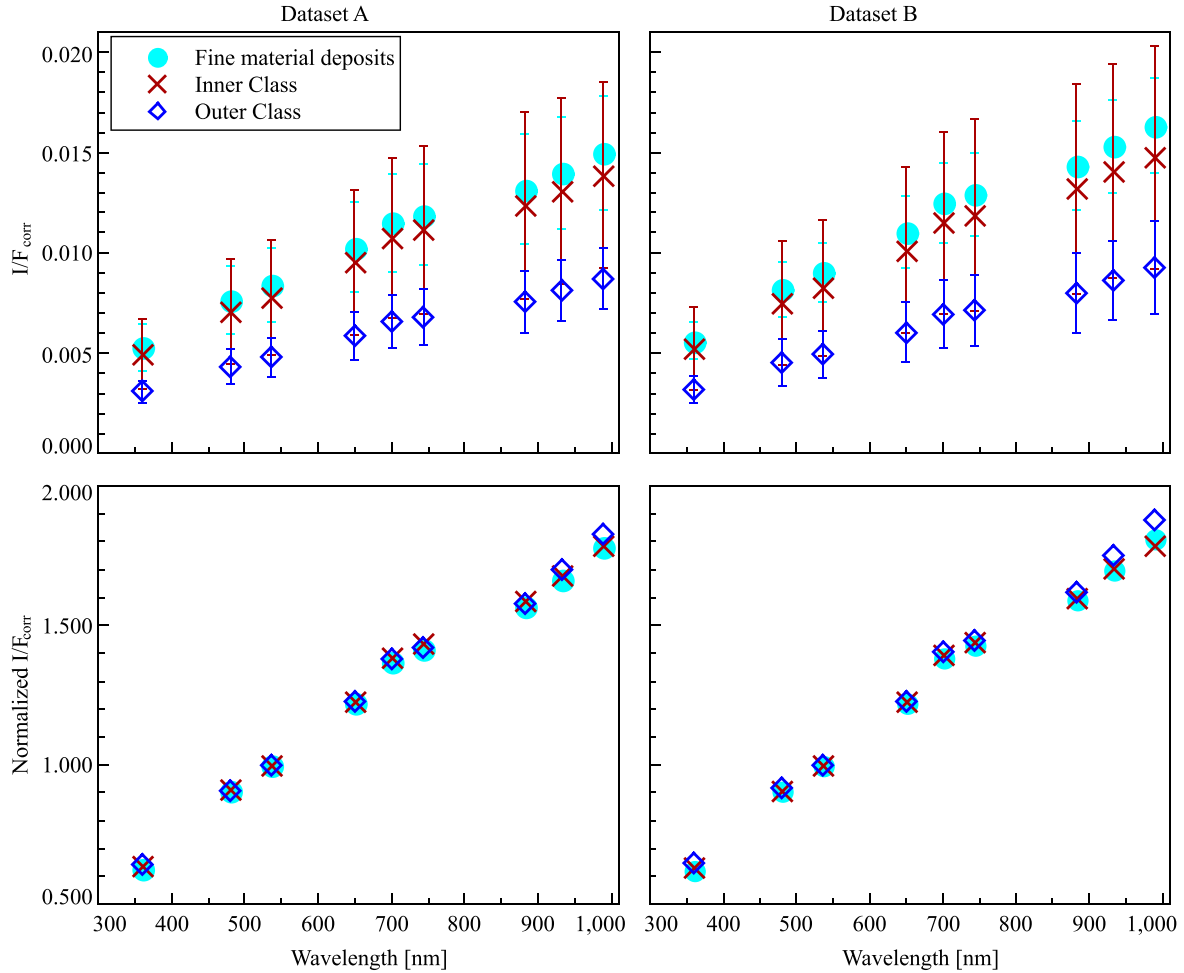 Dataset A
Dataset B
0.020
0.015
0.010
0.005
0.000
I/Fcorr
Fine material deposits
Inner Class
Outer Class
2.000
1.500
1.000
0.500
Normalized I/Fcorr
300 400 500 600 700 800 900 1,000
300 400 500 600 700 800 900 1,000
Wavelength [nm]
Wavelength [nm]